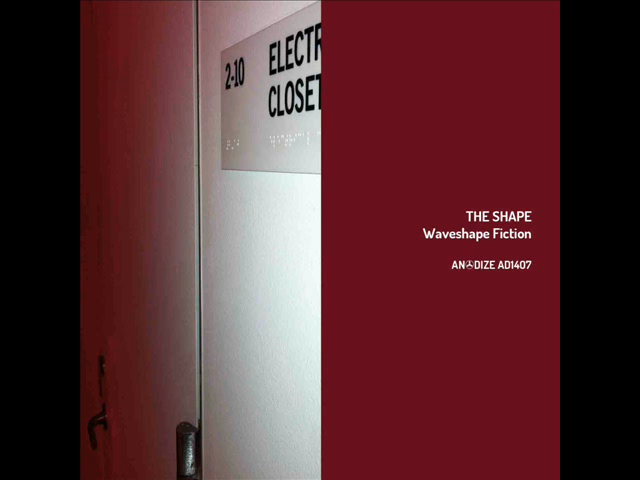 2-10
ELECTR
CLOSET
THE SHAPE
Waveshape Fiction
AN✇DIZE AD1407